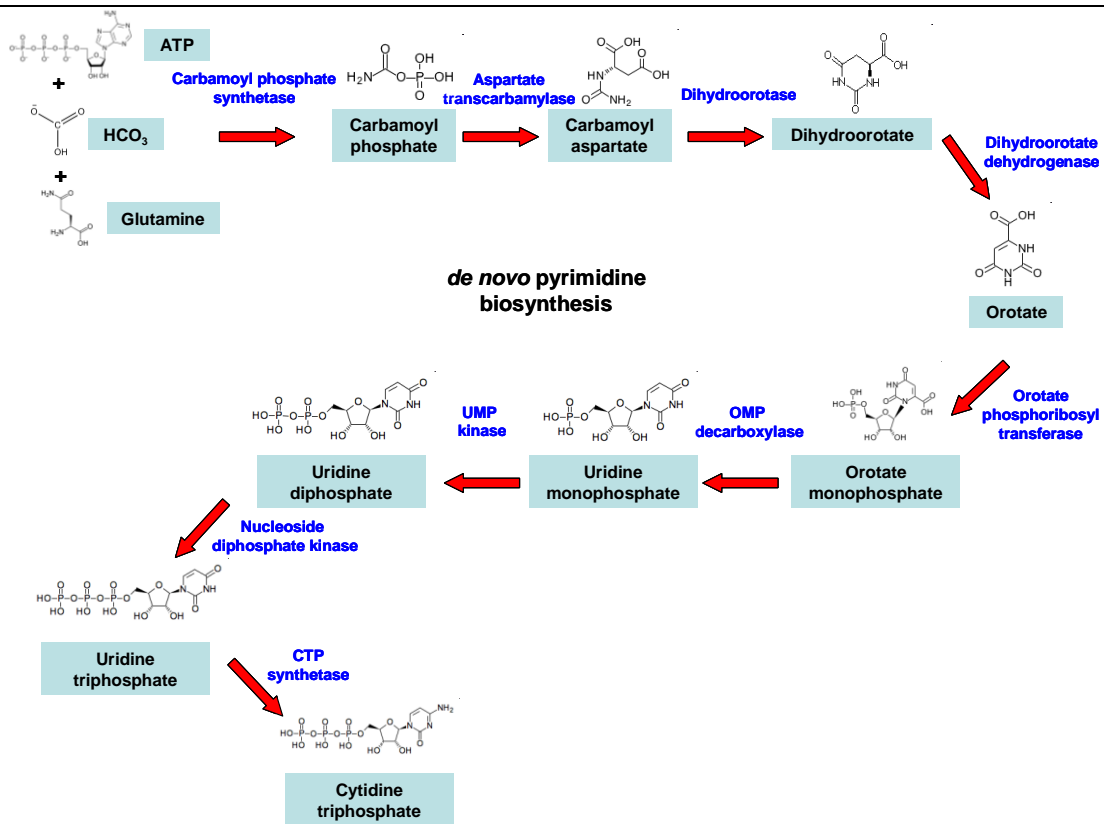 ATP
+
HCO3
+
Glutamine
Carbamoyl phosphate
synthetase
Carbamoyl
phosphate
Aspartate
transcarbamylase
Carbamoyl
aspartate
Dihydroorotase
Dihydroorotate
Dihydroorotate
dehydrogenase
Orotate
de novo pyrimidine
biosynthesis
Orotate
phosphoribosyl
transferase
Orotate
monophosphate
OMP
decarboxylase
Uridine
monophosphate
UMP
kinase
Uridine
diphosphate
Nucleoside
diphosphate kinase
Uridine
triphosphate
CTP
synthetase
Cytidine
triphosphate